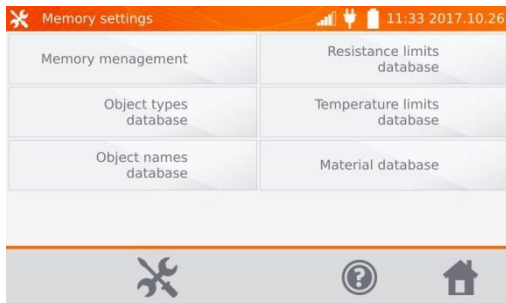 Memory settings
11:33 2017.10.26
Memory menagement
Resistance limits
database
Object types
database
Temperature limits
database
Object names
database
Material database